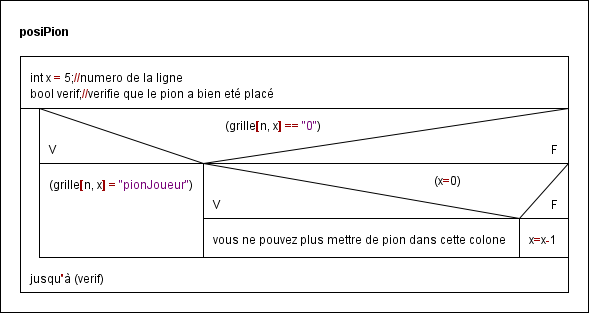 posiPion
int x = 5;//numero de la ligne
bool verif;//verifie que le pion a bien eté placé
(grille[n, x] == "0")
V
F
(grille[n, x] = "pionJoueur")
(x=0)
V
F
vous ne pouvez plus mettre de pion dans cette colone
x=x-1
jusqu'à (verif)